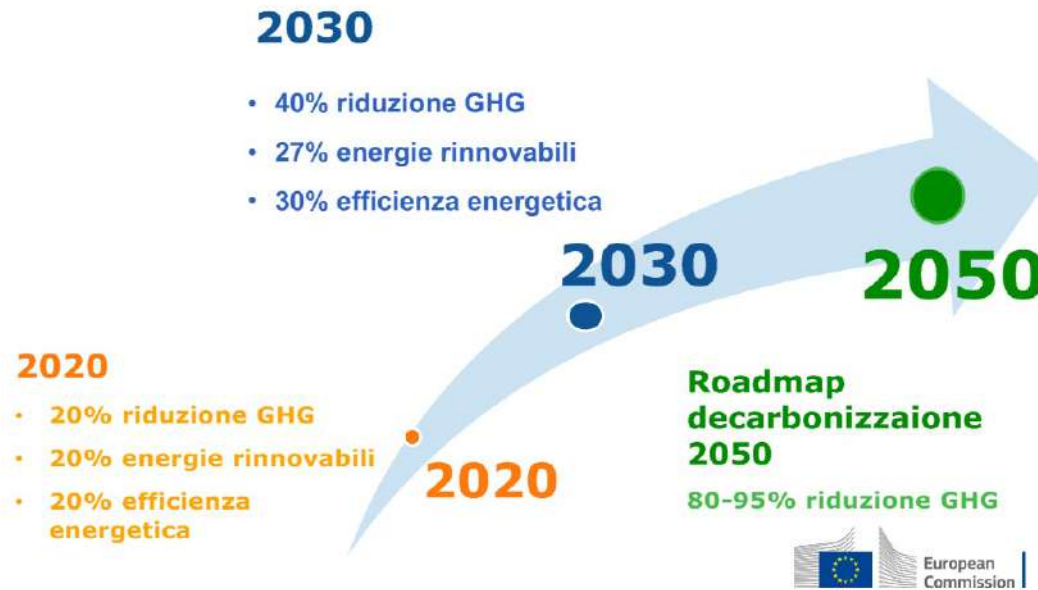 2030
• 40% riduzione GHG
• 27% energie rinnovabili
• 30% efficienza energetica
2030
2050
2020
• 20% riduzione GHG
• 20% energie rinnovabili
• 20% efficienza
energetica
2020
Roadmap
decarbonizzaione
2050
80-95% riduzione GHG
European
Commission